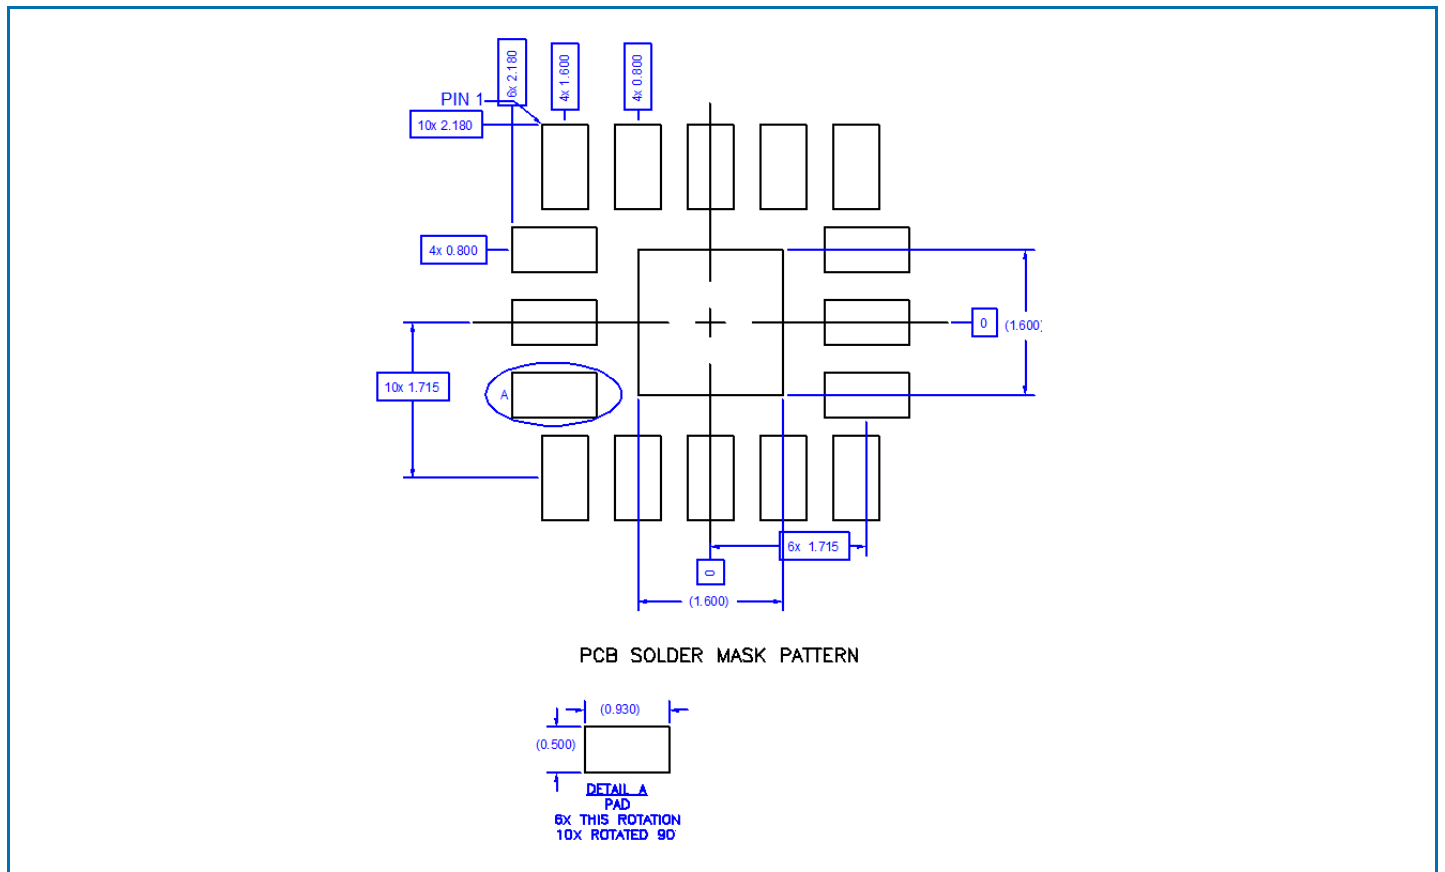 6x 2.180
4x 1.600
4x 0.800
PIN 1
10x 2.180
4x 0.800
0
(1.600)
10x 1.715
A
6x 1.715
0
(1.600)
PCB SOLDER MASK PATTERN
(0.930)
(0.500)
DETAIL A
PAD
6X THIS ROTATION
10X ROTATED 90